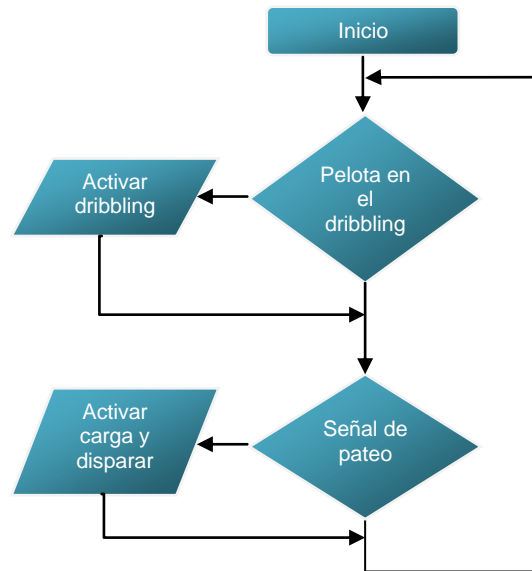 Inicio
Pelota en
el
dribbling
Activar
dribbling
Señal de
pateo
Activar
carga y
disparar